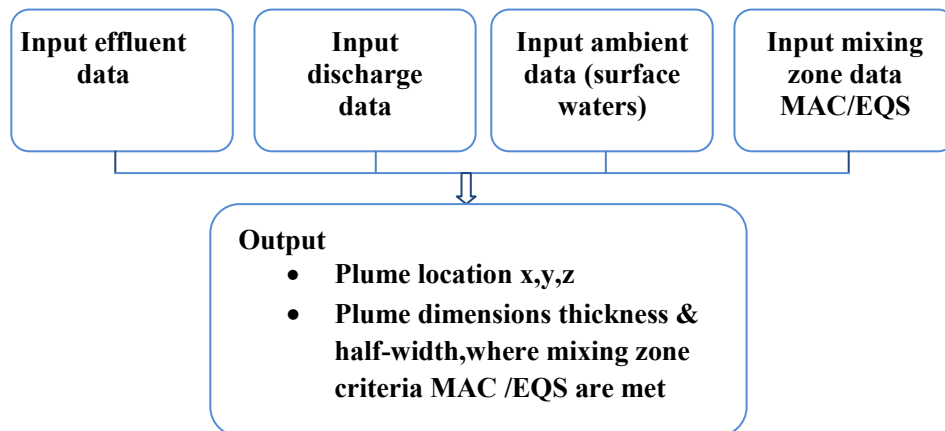 Input effluent
data
Input
discharge
data
Input ambient
data (surface
waters)
Input mixing
zone data
MAC/EQS
Output
• Plume location x,y,z
• Plume dimensions thickness &
half-width,where mixing zone
criteria MAC /EQS are met